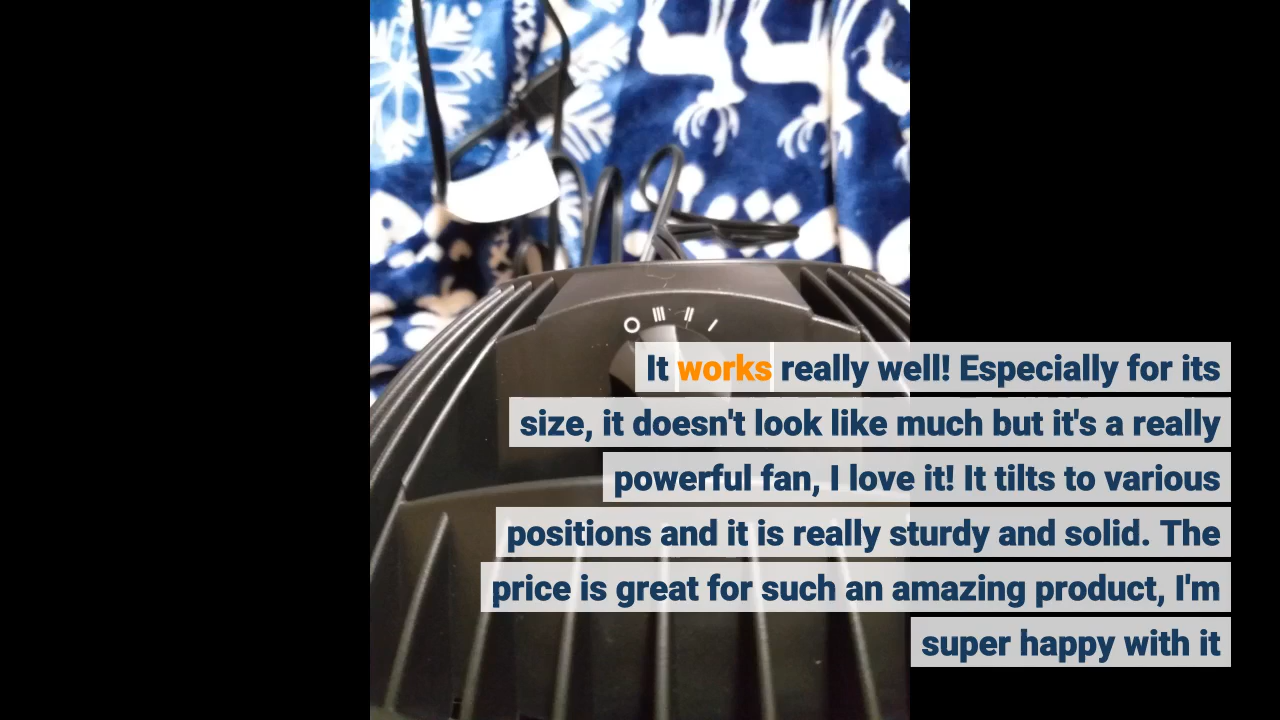 O III II I
It works really well! Especially for its
size, it doesn't look like much but it's a really
powerful fan, I love it! It tilts to various
positions and it is really sturdy and solid. The
price is great for such an amazing product, I'm
super happy with it